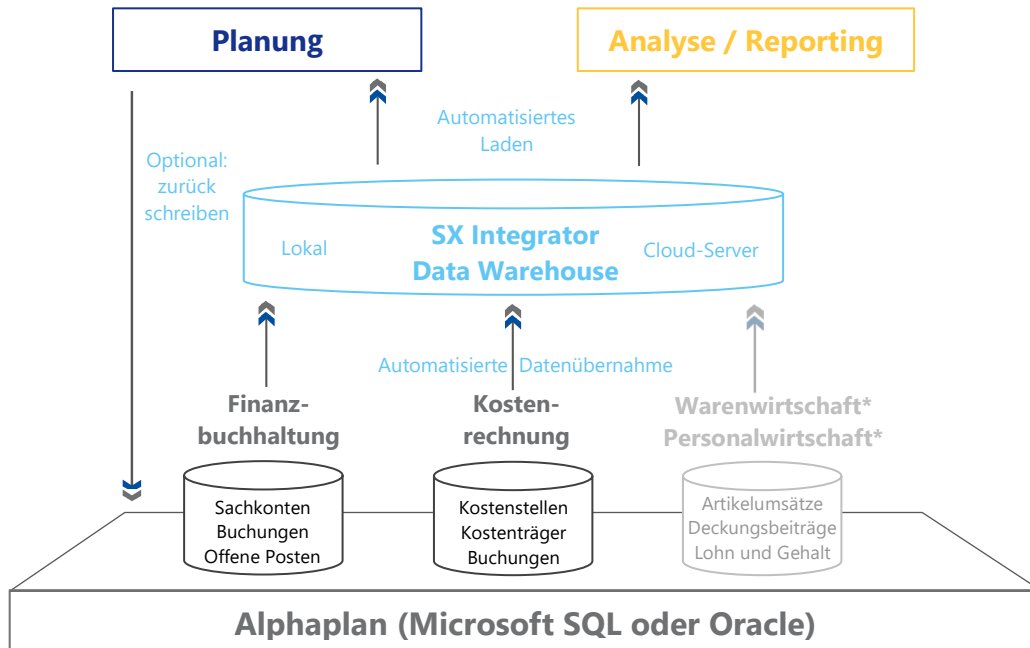 Planung
Analyse / Reporting
Automatisiertes
Laden
Optional:
zurück
schreiben
Lokal
SX Integrator
Data Warehouse
Cloud-Server
Automatisierte Datenübernahme
Finanz-
buchhaltung
Kosten-
rechnung
Warenwirtschaft*
Personalwirtschaft*
Sachkonten
Buchungen
Offene Posten
Kostenstellen
Kostenträger
Buchungen
Artikelumsätze
Deckungsbeiträge
Lohn und Gehalt
Alphaplan (Microsoft SQL oder Oracle)